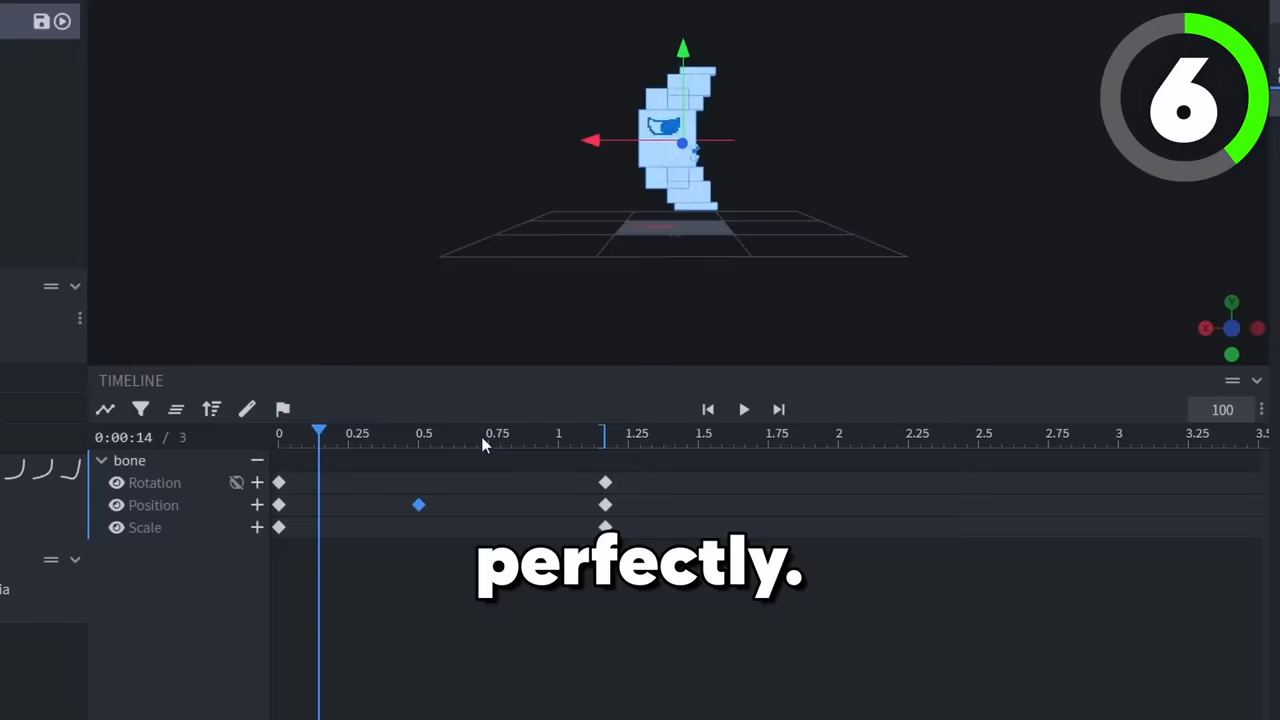 6
Y
X
TIMELINE
100
0:00:14 / 3
0 0.25 0.5 0.75 1 1.25 1.5 1.75 2 2.25 2.5 2.75 3 3.25 3.5
bone
Rotation
Position
Scale
perfectly.
ia